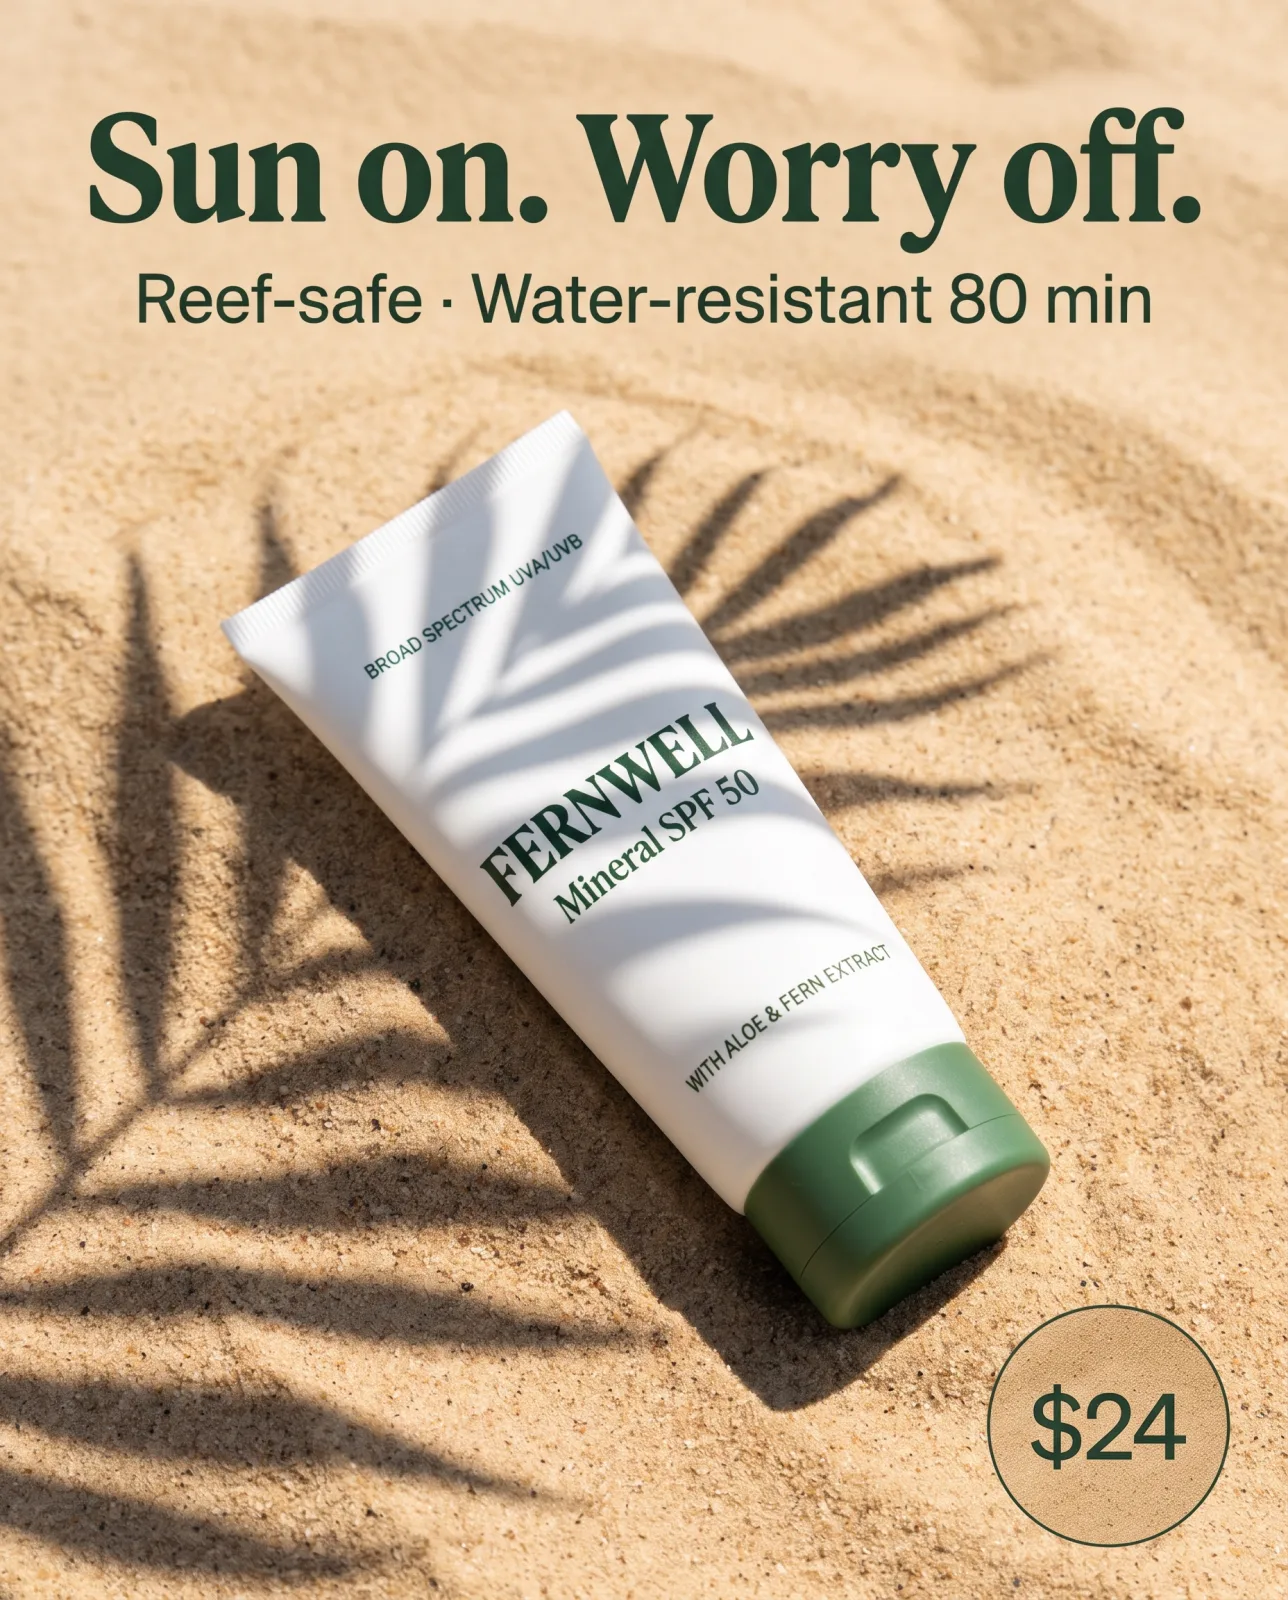 Sun on. Worry off.
Reef-safe · Water-resistant 80 min
BROAD SPECTRUM UVA/UVB
FERNWELL
Mineral SPF 50
WITH ALOE & FERN EXTRACT
$24